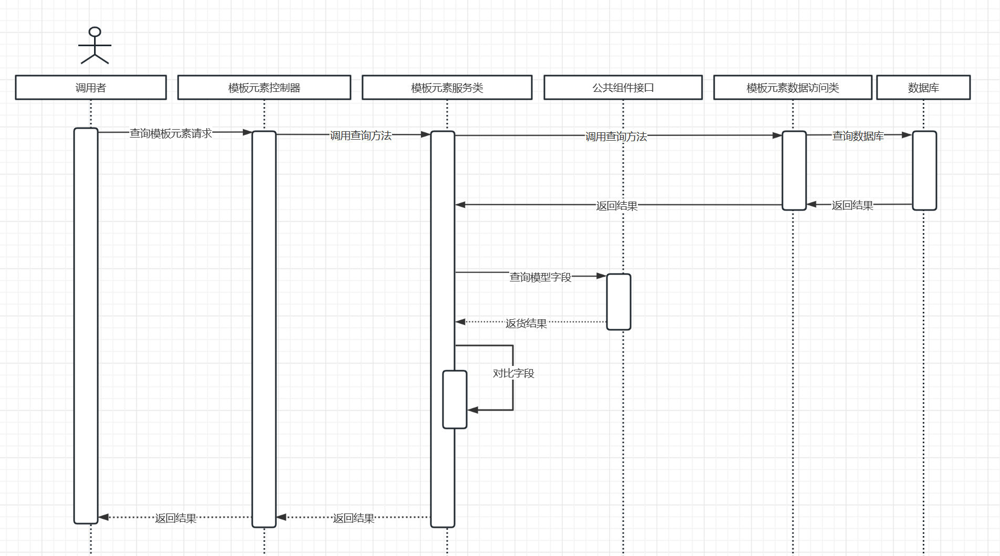 调用者
模板元素控制器
模板元素服务类
公共组件接口
模板元素数据访问类
数据库
查询模板元素请求
调用查询方法
调用查询方法
查询数据库
返回结果
返回结果
查询模型字段
返货结果
对比字段
返回结果
返回结果